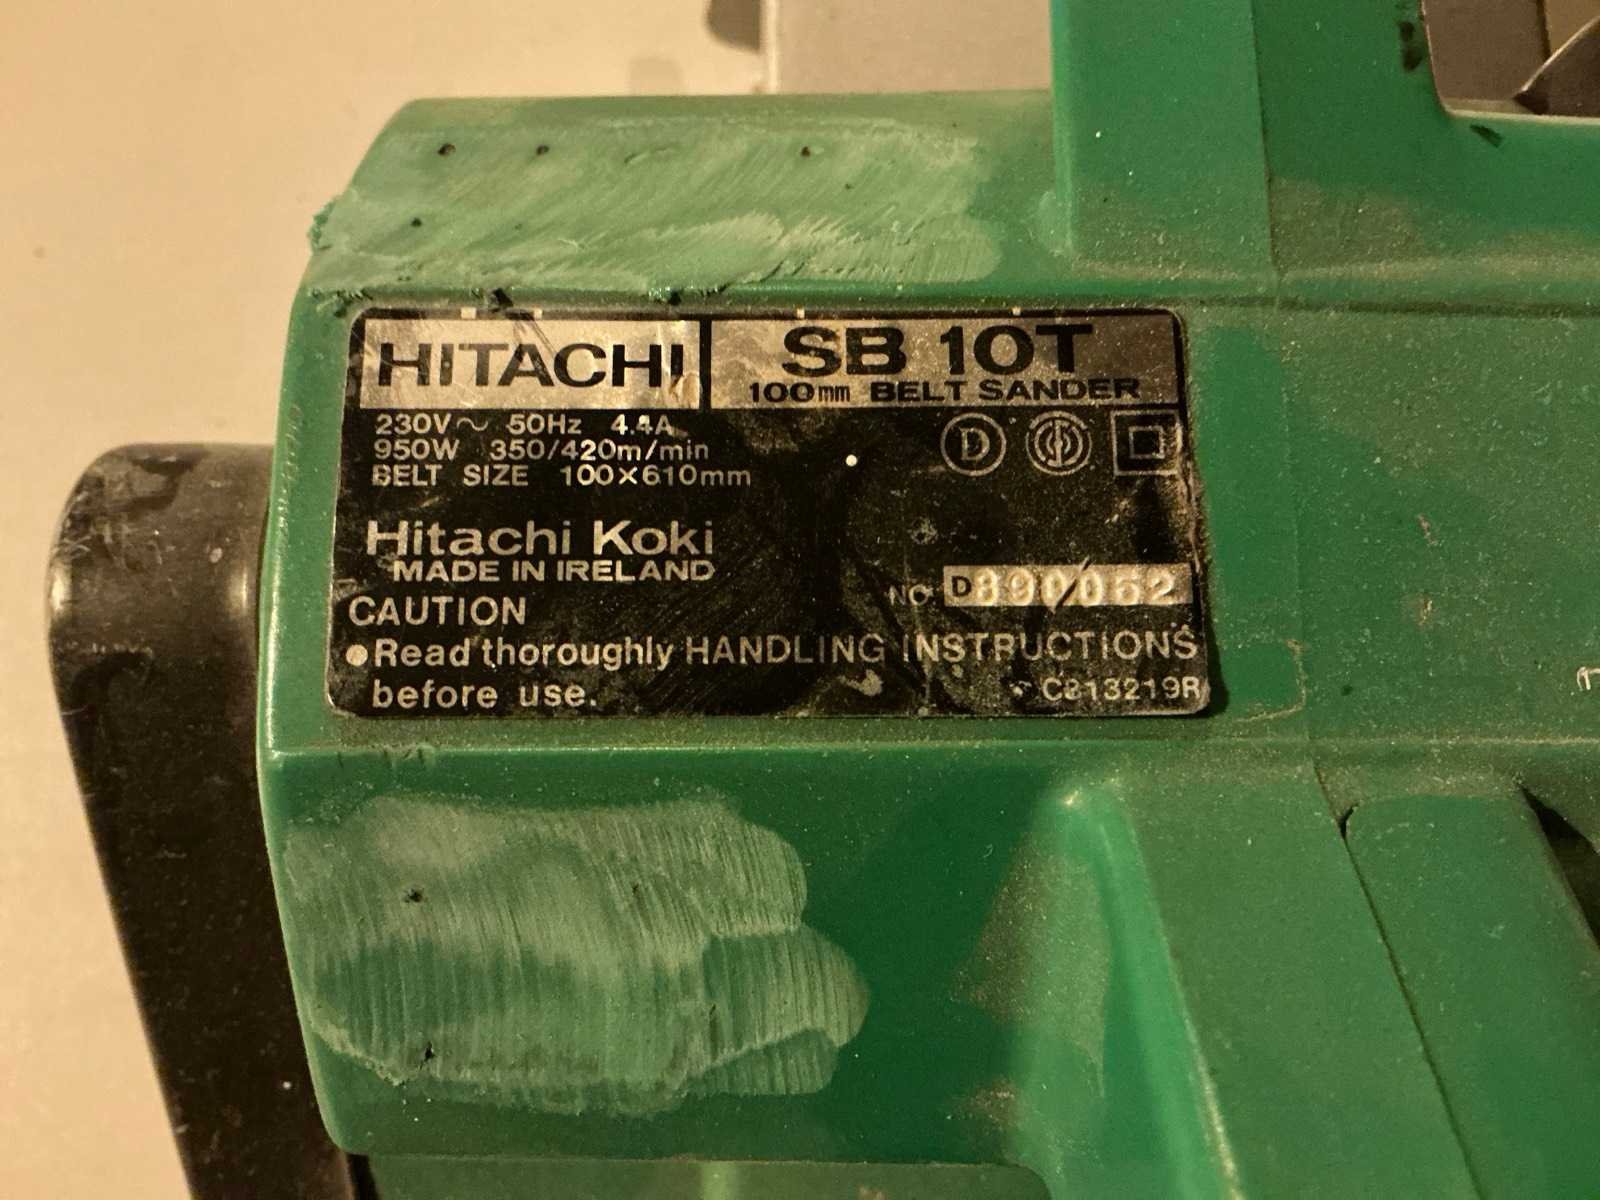 HITACHI
SB 10T
100mm BELT SANDER
230V~ 50Hz 4.4A
950W 350/420m/min
BELT SIZE 100×610mm
D
Hitachi Koki
MADE IN IRELAND
NO. D890052
CAUTION
●Read thoroughly HANDLING INSTRUCTIONS
before use.
C313219R